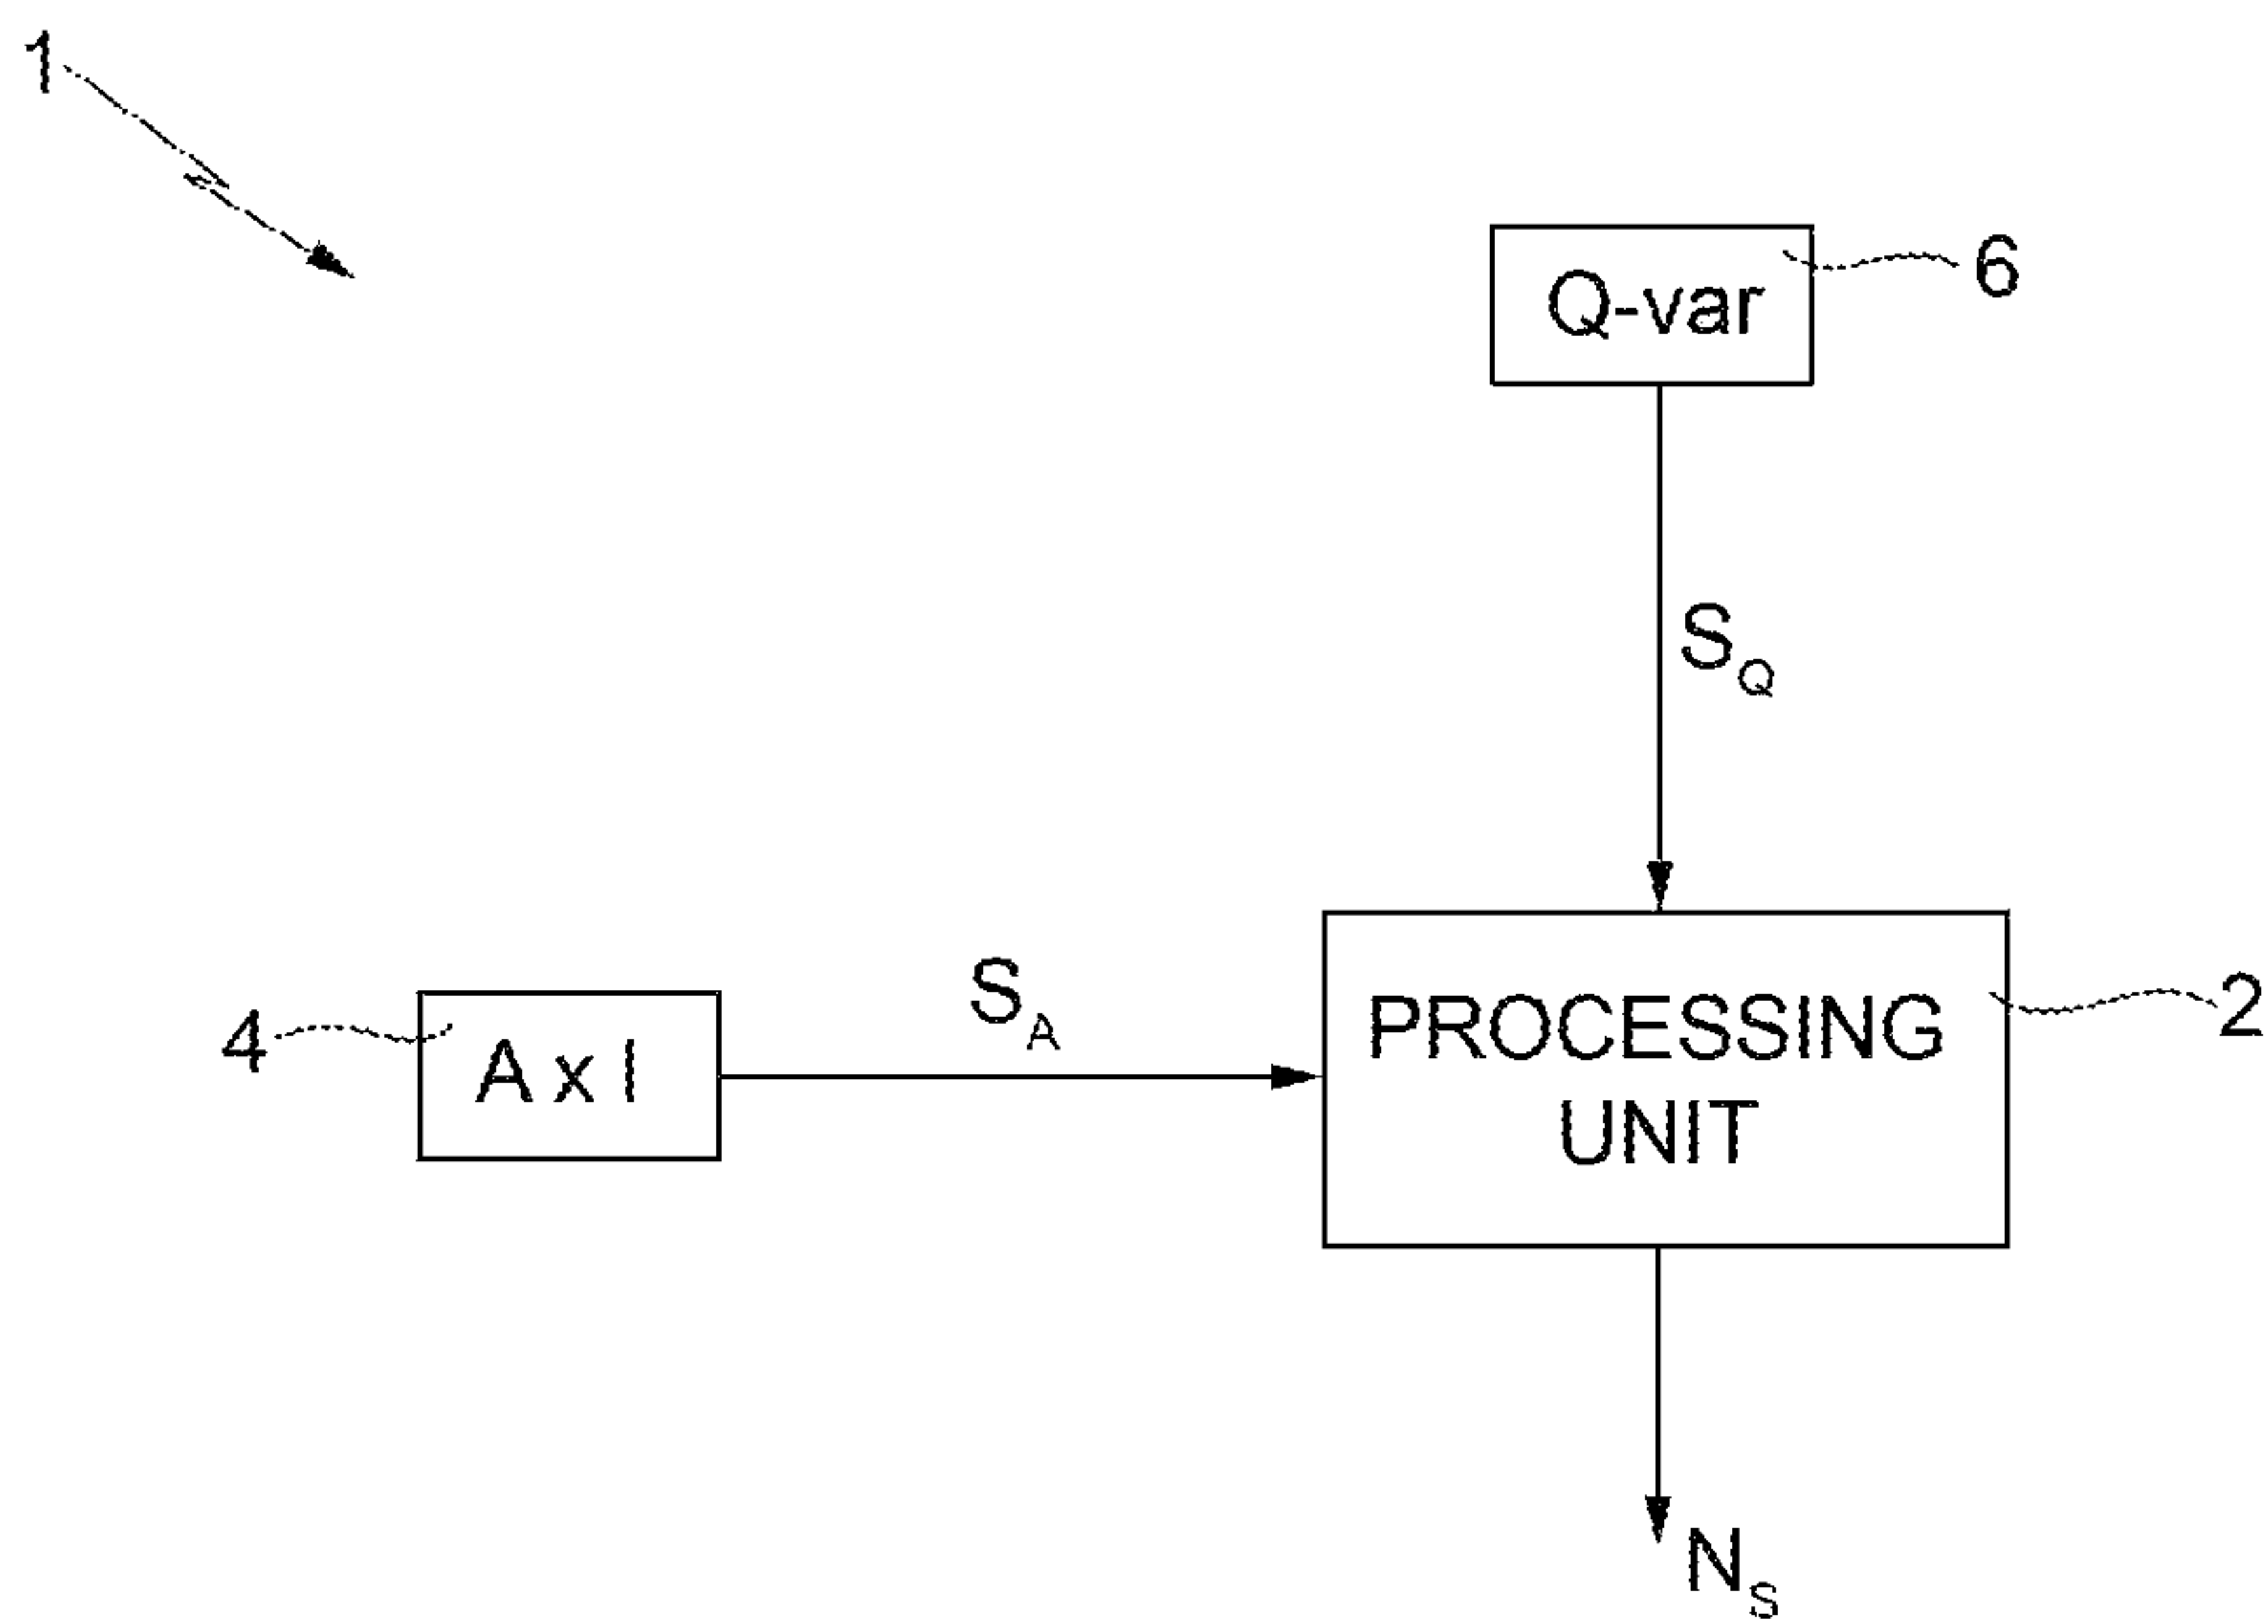 1
Q-var
6
S_Q
4
A x l
S_A
PROCESSING
UNIT
2
N_S